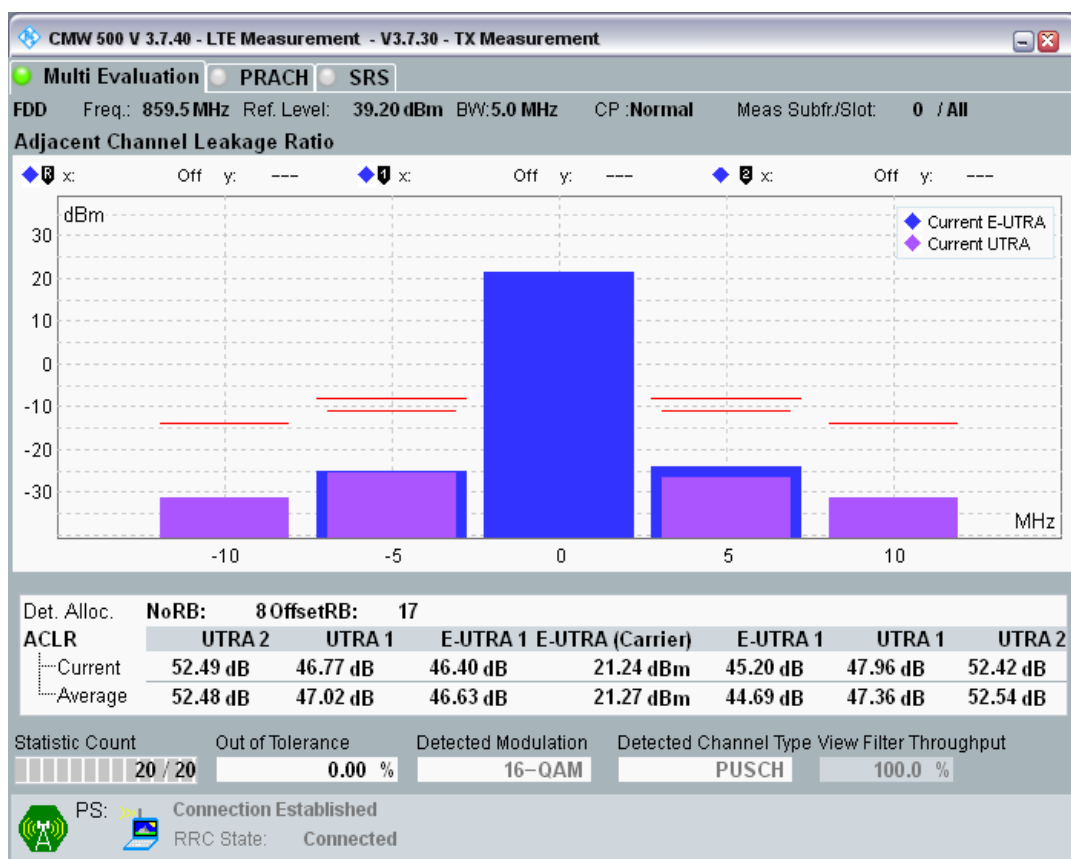 CMW 500 V 3.7.40 - LTE Measurement - V3.7.30 - TX Measurement
Multi Evaluation PRACH SRS
FDD Freq.: 859.5 MHz Ref. Level: 39.20 dBm BW:5.0 MHz CP :Normal Meas Subfr./Slot: 0 / All
Adjacent Channel Leakage Ratio
R x: Off y: --- 1 x: Off y: --- 2 x: Off y: ---
dBm
Current E-UTRA
Current UTRA
30
20
10
0
-10
-20
-30
MHz
-10 -5 0 5 10
Det. Alloc. NoRB: 8 OffsetRB: 17
ACLR UTRA 2 UTRA 1 E-UTRA 1 E-UTRA (Carrier) E-UTRA 1 UTRA 1 UTRA 2
Current 52.49 dB 46.77 dB 46.40 dB 21.24 dBm 45.20 dB 47.96 dB 52.42 dB
Average 52.48 dB 47.02 dB 46.63 dB 21.27 dBm 44.69 dB 47.36 dB 52.54 dB
Statistic Count Out of Tolerance Detected Modulation Detected Channel Type View Filter Throughput
20 / 20 0.00 % 16-QAM PUSCH 100.0 %
PS: Connection Established
RRC State: Connected